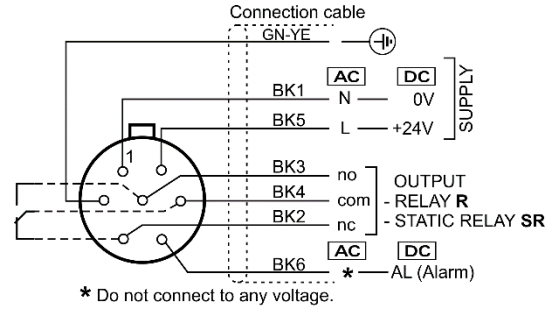 Connection cable
GN-YE
AC DC
BK1 N 0V
BK5 L +24V
SUPPLY
1
BK3 no
BK4 com
BK2 nc
OUTPUT
- RELAY R
- STATIC RELAY SR
AC DC
BK6 * AL (Alarm)
* Do not connect to any voltage.